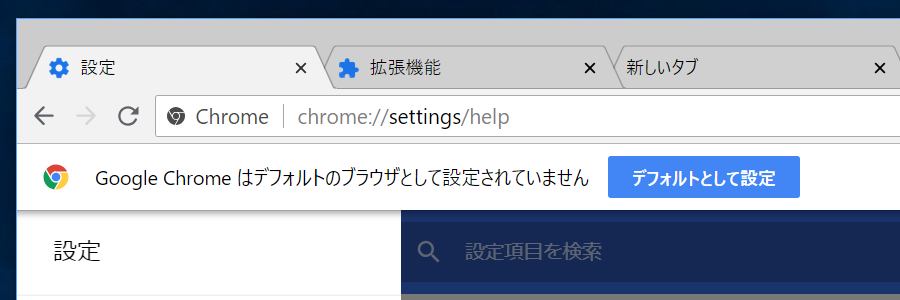 設定
拡張機能
新しいタブ
Chrome
chrome://settings/help
Google Chrome はデフォルトのブラウザとして設定されていません
デフォルトとして設定
設定
設定項目を検索